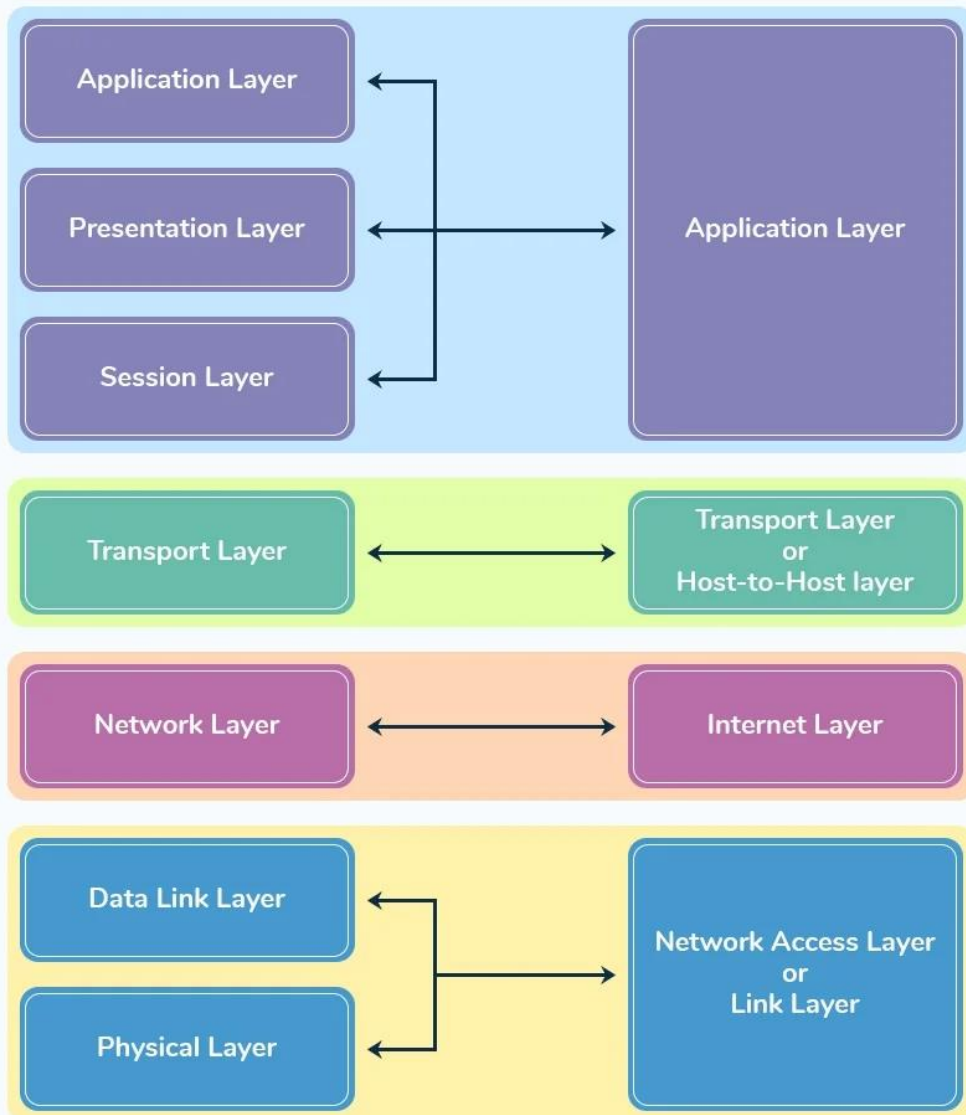 Application Layer
Presentation Layer
Session Layer
Application Layer
Transport Layer
Transport Layer
or
Host-to-Host layer
Network Layer
Internet Layer
Data Link Layer
Physical Layer
Network Access Layer
or
Link Layer